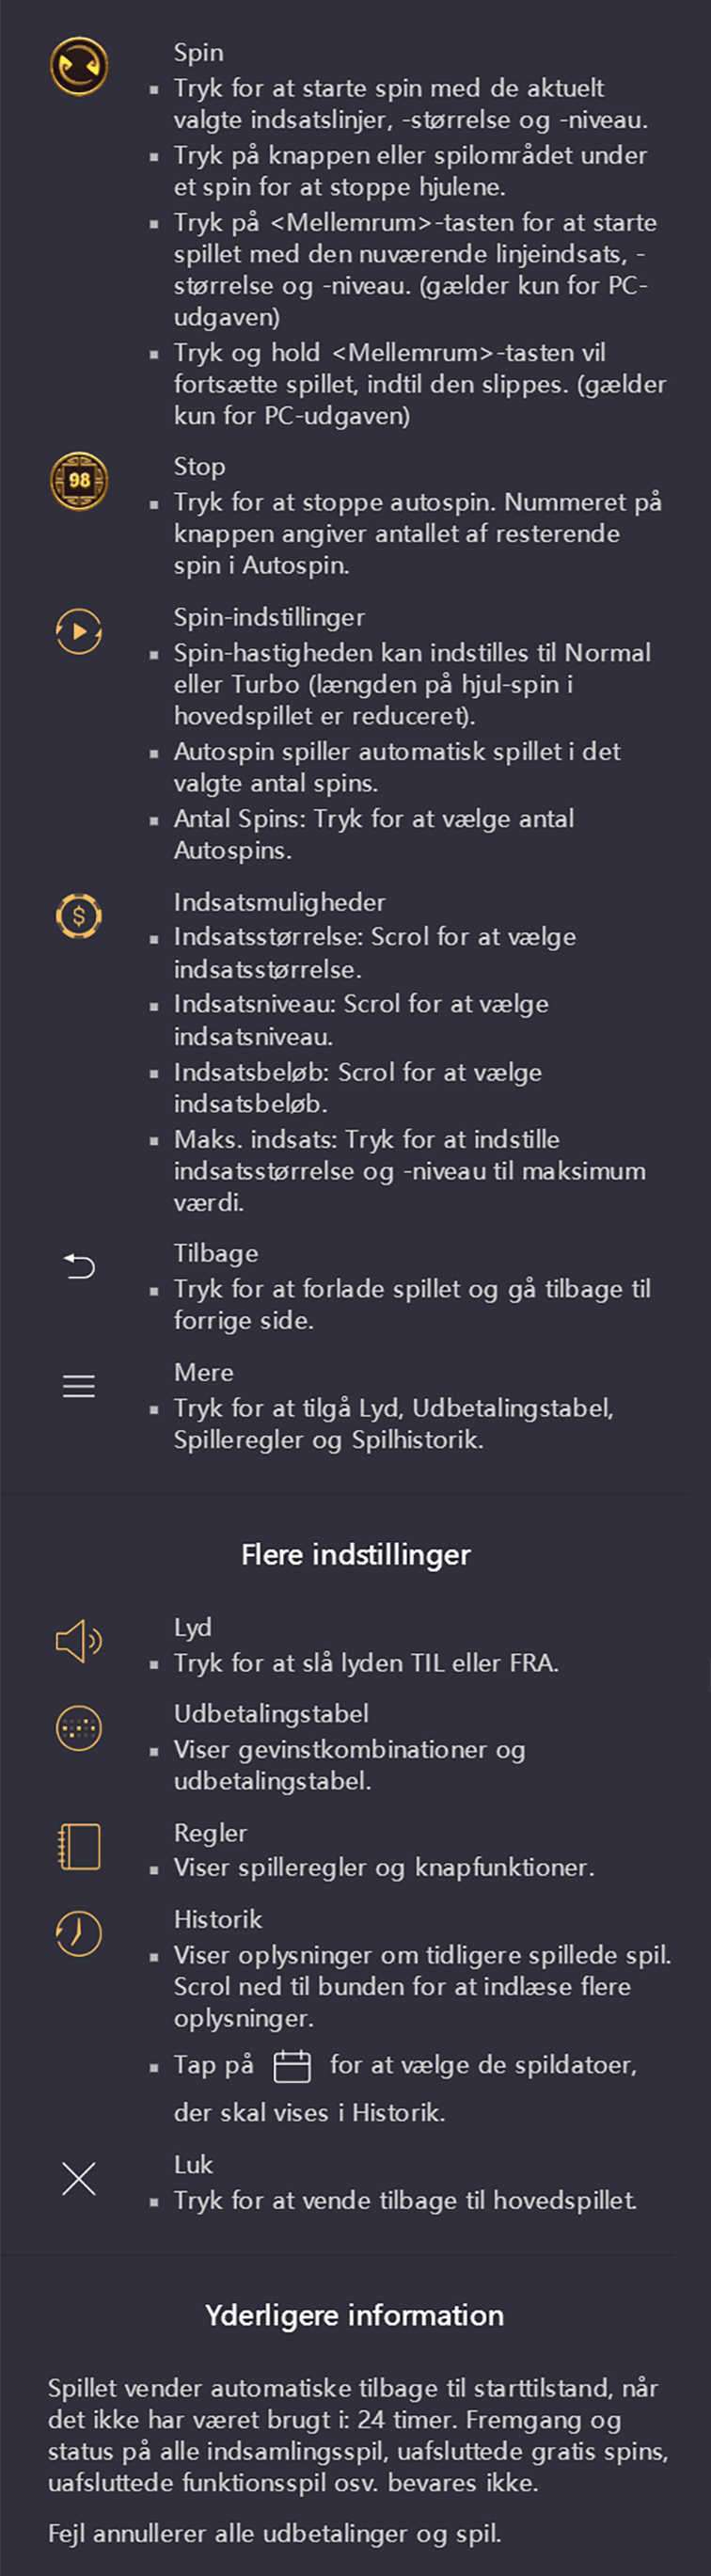 Spin
▪ Tryk for at starte spin med de aktuelt
valgte indsatslinjer, -størrelse og -niveau.
▪ Tryk på knappen eller spilområdet under
et spin for at stoppe hjulene.
▪ Tryk på <Mellemrum>-tasten for at starte
spillet med den nuværende linjeindsats, -
størrelse og -niveau. (gælder kun for PC-
udgaven)
▪ Tryk og hold <Mellemrum>-tasten vil
fortsætte spillet, indtil den slippes. (gælder
kun for PC-udgaven)
98
Stop
▪ Tryk for at stoppe autospin. Nummeret på
knappen angiver antallet af resterende
spin i Autospin.
Spin-indstillinger
▪ Spin-hastigheden kan indstilles til Normal
eller Turbo (længden på hjul-spin i
hovedspillet er reduceret).
▪ Autospin spiller automatisk spillet i det
valgte antal spins.
▪ Antal Spins: Tryk for at vælge antal
Autospins.
$
Indsatsmuligheder
▪ Indsatsstørrelse: Scrol for at vælge
indsatsstørrelse.
▪ Indsatsniveau: Scrol for at vælge
indsatsniveau.
▪ Indsatsbeløb: Scrol for at vælge
indsatsbeløb.
▪ Maks. indsats: Tryk for at indstille
indsatsstørrelse og -niveau til maksimum
værdi.
Tilbage
▪ Tryk for at forlade spillet og gå tilbage til
forrige side.
Mere
▪ Tryk for at tilgå Lyd, Udbetalingstabel,
Spilleregler og Spilhistorik.
Flere indstillinger
Lyd
▪ Tryk for at slå lyden TIL eller FRA.
Udbetalingstabel
▪ Viser gevinstkombinationer og
udbetalingstabel.
Regler
▪ Viser spilleregler og knapfunktioner.
Historik
▪ Viser oplysninger om tidligere spillede spil.
Scrol ned til bunden for at indlæse flere
oplysninger.
▪ Tap på for at vælge de spildatoer,
der skal vises i Historik.
Luk
▪ Tryk for at vende tilbage til hovedspillet.
Yderligere information
Spillet vender automatiske tilbage til starttilstand, når
det ikke har været brugt i: 24 timer. Fremgang og
status på alle indsamlingsspil, uafsluttede gratis spins,
uafsluttede funktionsspil osv. bevares ikke.
Fejl annullerer alle udbetalinger og spil.